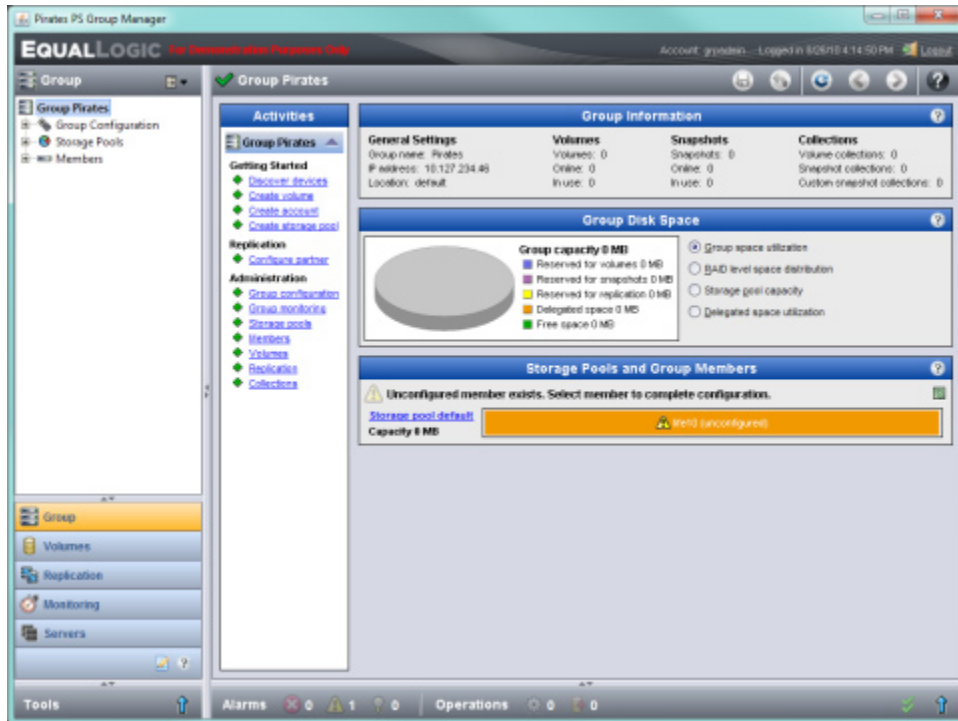 Pirates PS Group Manager
EQUALLOGIC For Demonstration Purposes Only
Account: grpadmin Logged in 8/26/10 4:14:50 PM Logout
Group
Group Pirates
Group Pirates
Group Configuration
Storage Pools
Members
Activities
Group Pirates
Getting Started
Discover devices
Create volume
Create account
Create storage pool
Replication
Configure partner
Administration
Group configuration
Group monitoring
Storage pools
Members
Volumes
Replication
Collections
Group Information
General Settings
Group name: Pirates
IP address: 10.127.234.46
Location: default
Volumes
Volumes: 0
Online: 0
In use: 0
Snapshots
Snapshots: 0
Online: 0
In use: 0
Collections
Volume collections: 0
Snapshot collections: 0
Custom snapshot collections: 0
Group Disk Space
Group capacity 0 MB
Reserved for volumes 0 MB
Reserved for snapshots 0 MB
Reserved for replication 0 MB
Delegated space 0 MB
Free space 0 MB
Group space utilization
RAID level space distribution
Storage pool capacity
Delegated space utilization
Storage Pools and Group Members
Unconfigured member exists. Select member to complete configuration.
Storage pool default
Capacity 0 MB
(unconfigured)
Group
Volumes
Replication
Monitoring
Servers
Tools
Alarms 0 1 0 Operations 0 0